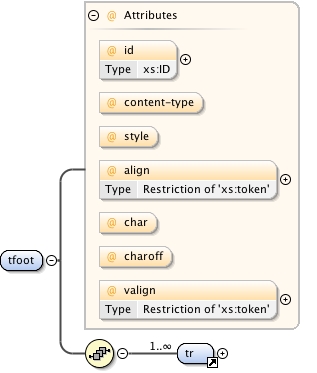 @ Attributes
@ id
Type xs:ID
@ content-type
@ style
@ align
Type Restriction of 'xs:token'
@ char
@ charoff
@ valign
Type Restriction of 'xs:token'
tfoot
1..∞
tr